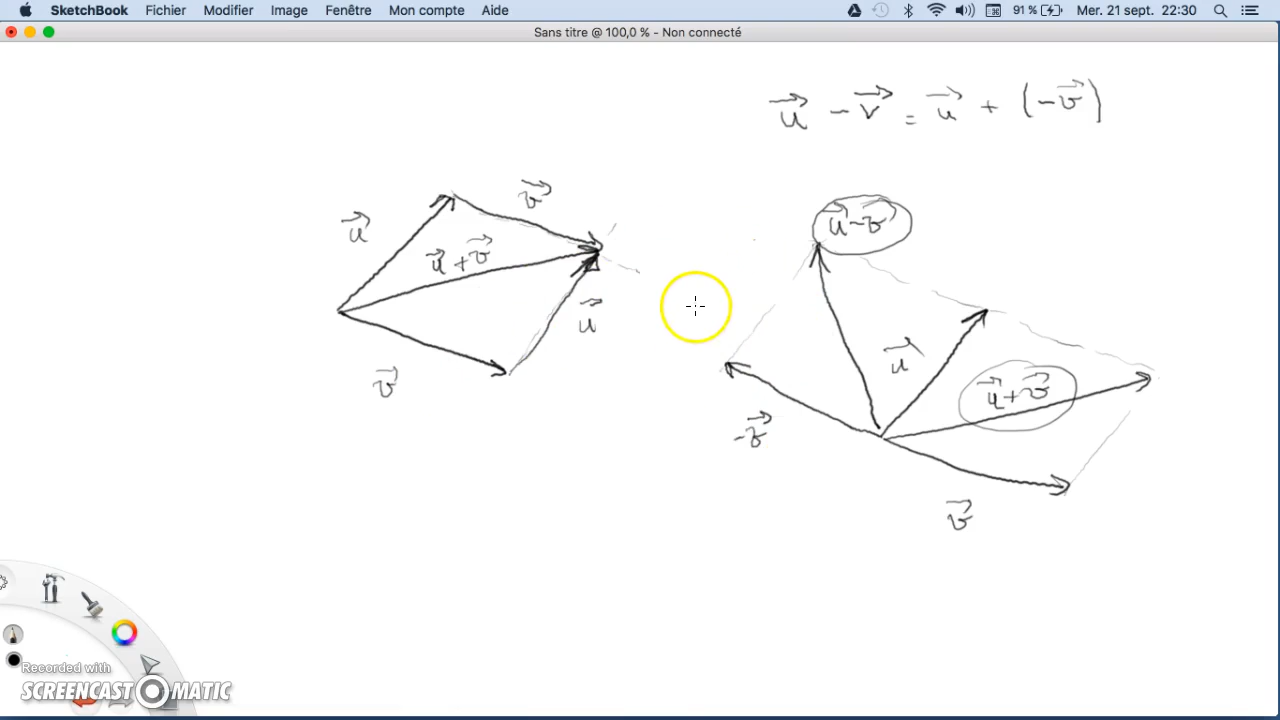 SketchBook Fichier Modifier Image Fenêtre Mon compte Aide 91 % Mer. 21 sept. 22:30
Sans titre @ 100,0 % - Non connecté
u⃗ - v⃗ = u⃗ + (-v⃗)
u⃗
v⃗
u⃗ + v⃗
u⃗
v⃗
u⃗ - v⃗
u⃗
u⃗ + v⃗
-v⃗
v⃗
Recorded with
SCREENCAST MATIC